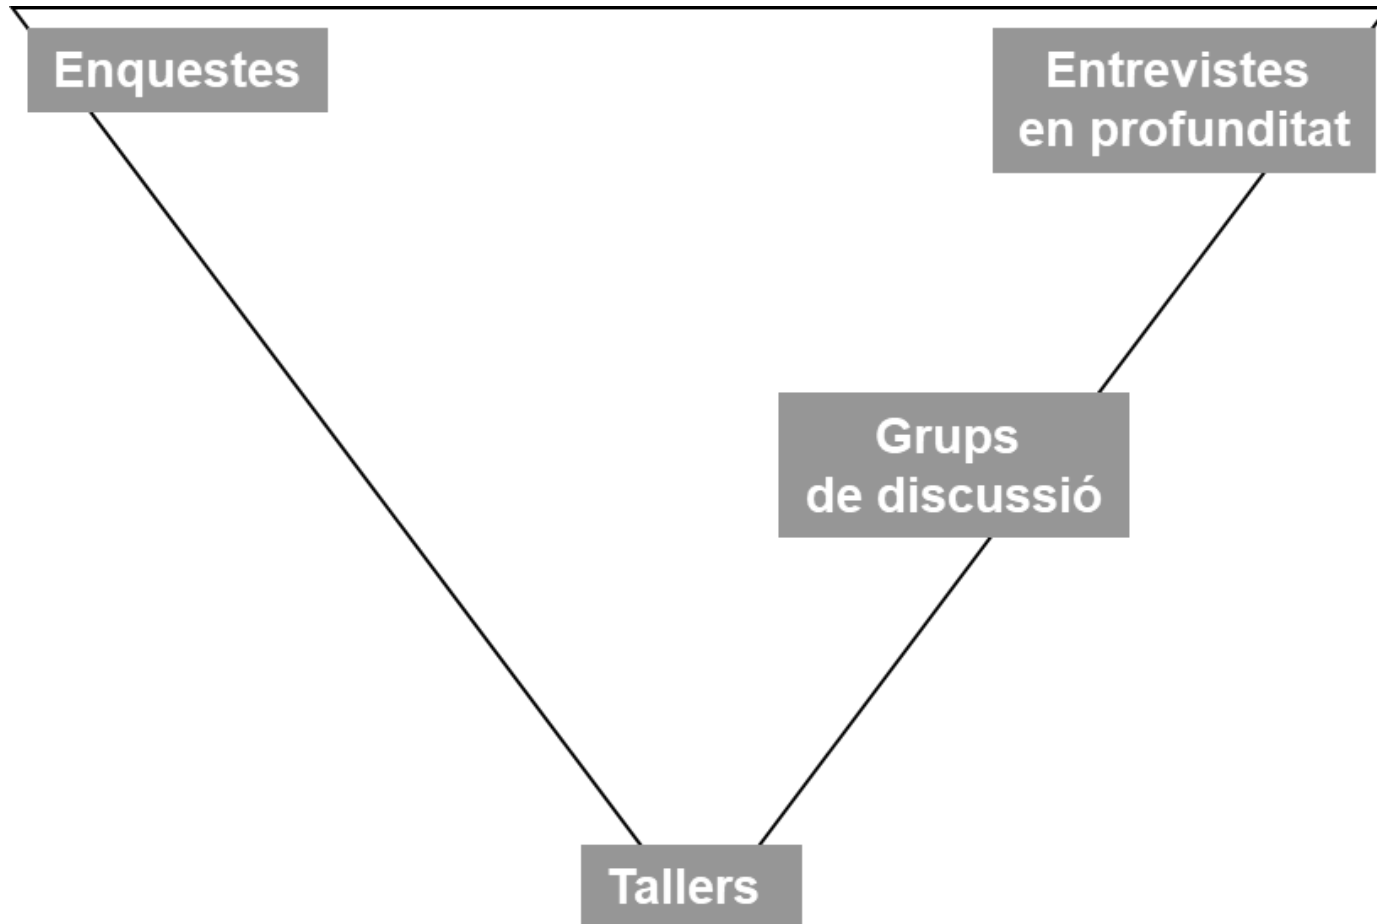 Enquestes
Entrevistes
en profunditat
Grups
de discussió
Tallers